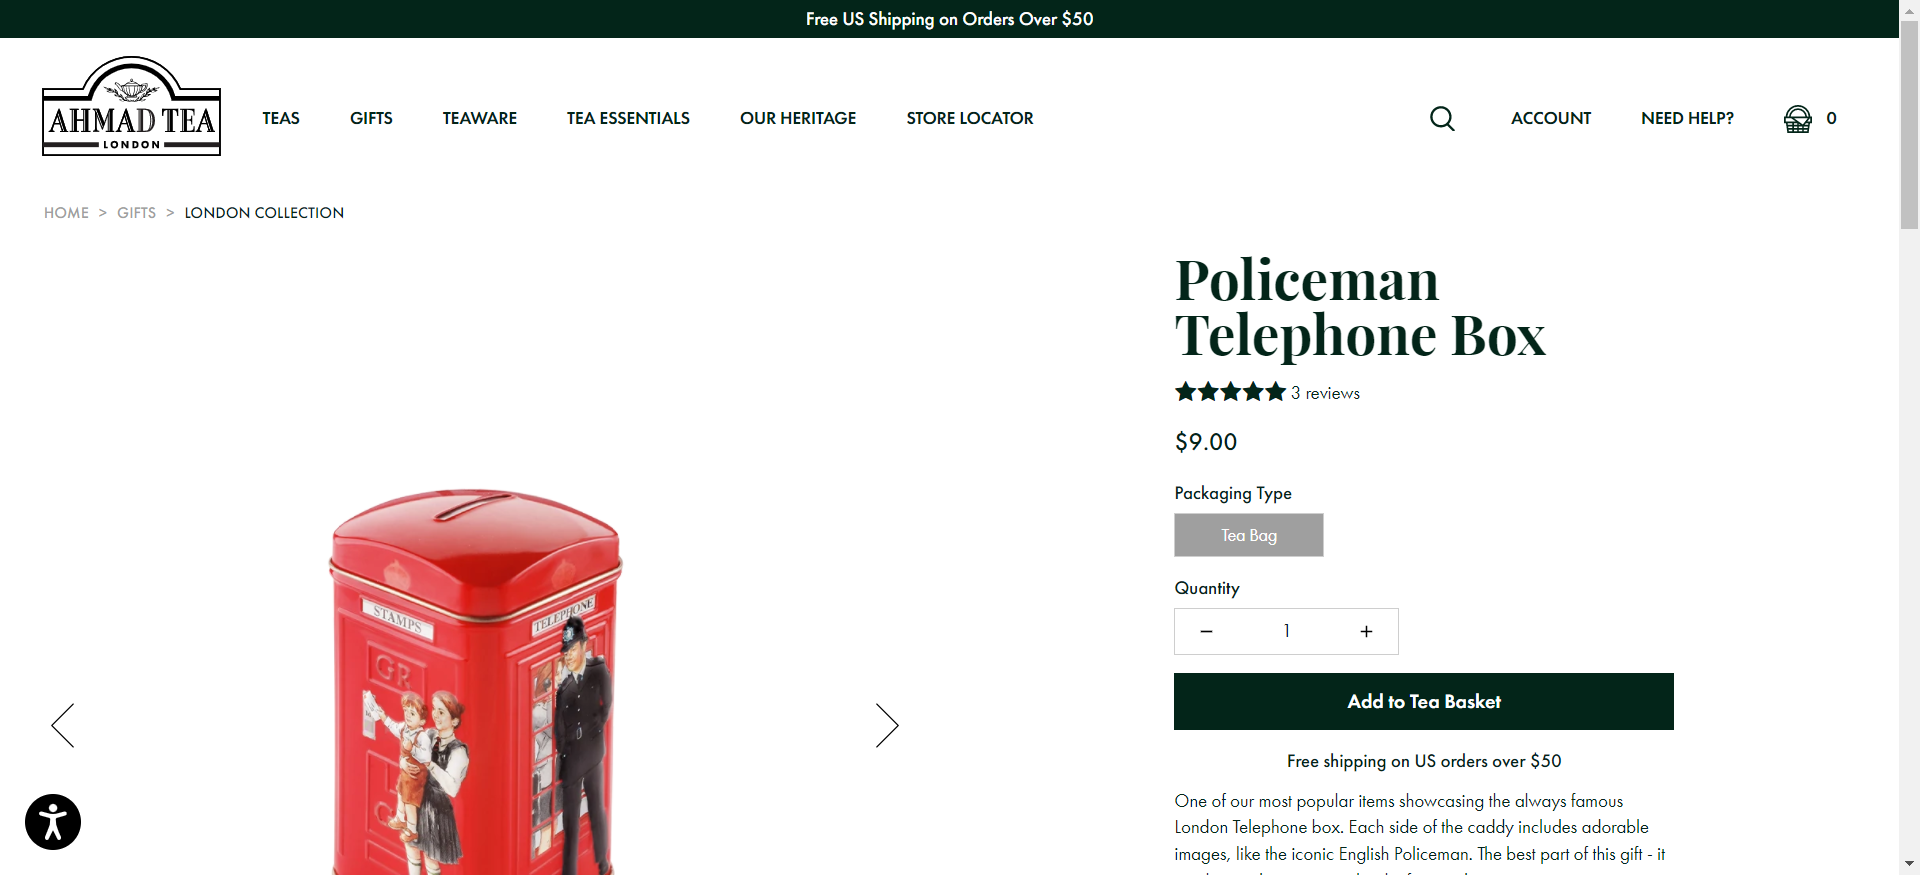 Free US Shipping on Orders Over $50
AHMAD TEA
LONDON
TEAS
GIFTS
TEAWARE
TEA ESSENTIALS
OUR HERITAGE
STORE LOCATOR
ACCOUNT
NEED HELP?
0
HOME > GIFTS > LONDON COLLECTION
Policeman
Telephone Box
3 reviews
$9.00
Packaging Type
Tea Bag
Quantity
− 1 +
Add to Tea Basket
Free shipping on US orders over $50
One of our most popular items showcasing the always famous
London Telephone box. Each side of the caddy includes adorable
images, like the iconic English Policeman. The best part of this gift - it
STAMPS
TELEPHONE
GR